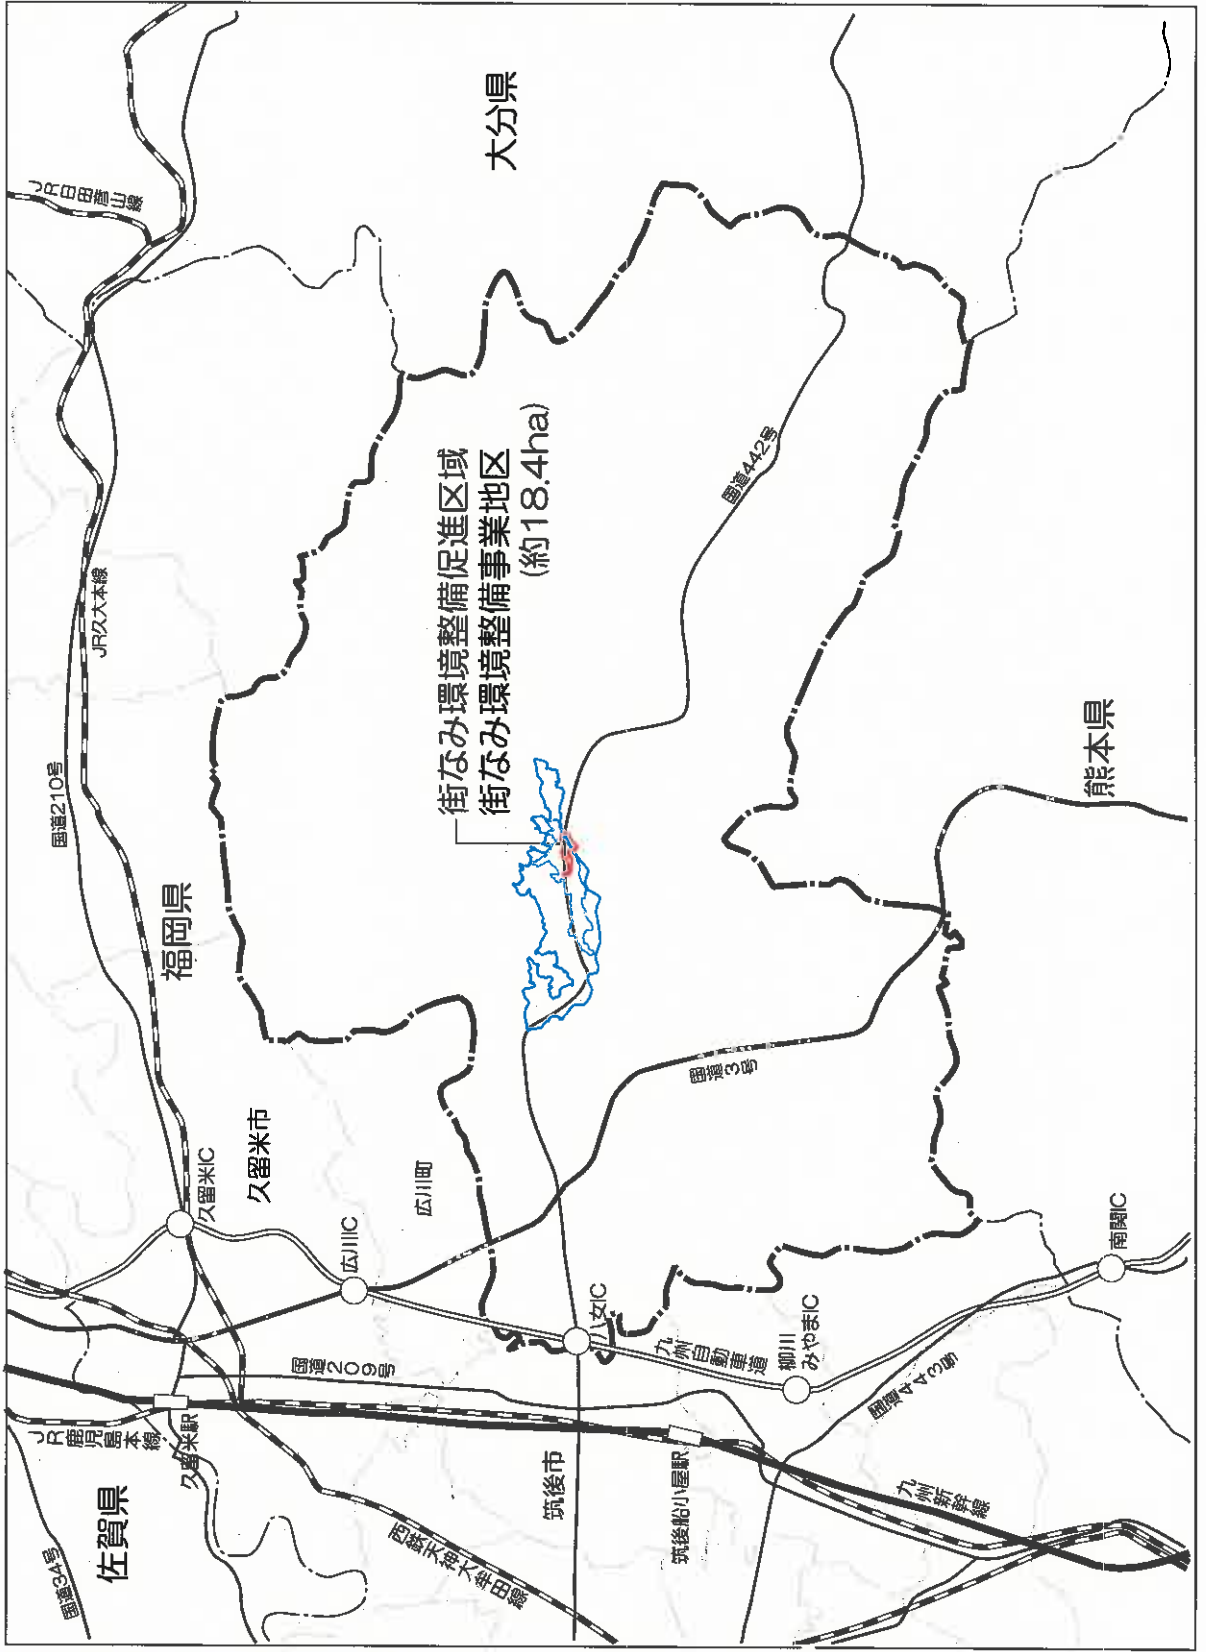 国道34号
佐賀県
JR鹿児島本線
久留米駅
国道209号
西鉄天神大牟田線
久留米IC
久留米市
広川IC
広川町
福岡県
国道210号
JR久大本線
JR日田彦山線
大分県
街なみ環境整備促進区域
街なみ環境整備事業地区
(約18.4ha)
国道442号
国道3号
八女IC
九州自動車道
筑後市
筑後船小屋駅
柳川
みやまIC
国道443号
九州新幹線
南関IC
熊本県